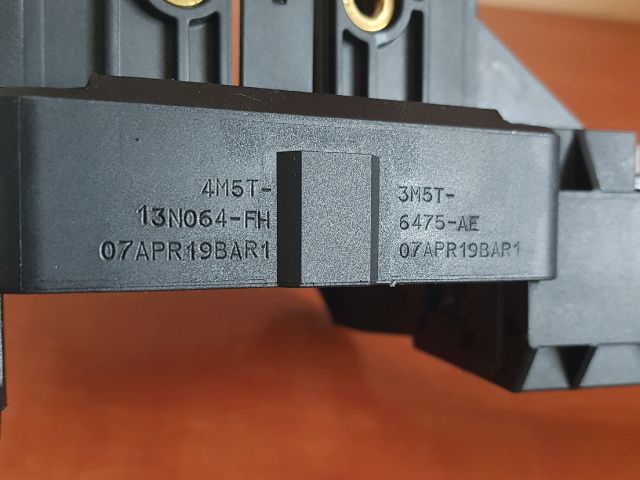 4M5T-
13N064-FH
07APR19BAR1
3M5T-
6475-AE
07APR19BAR1